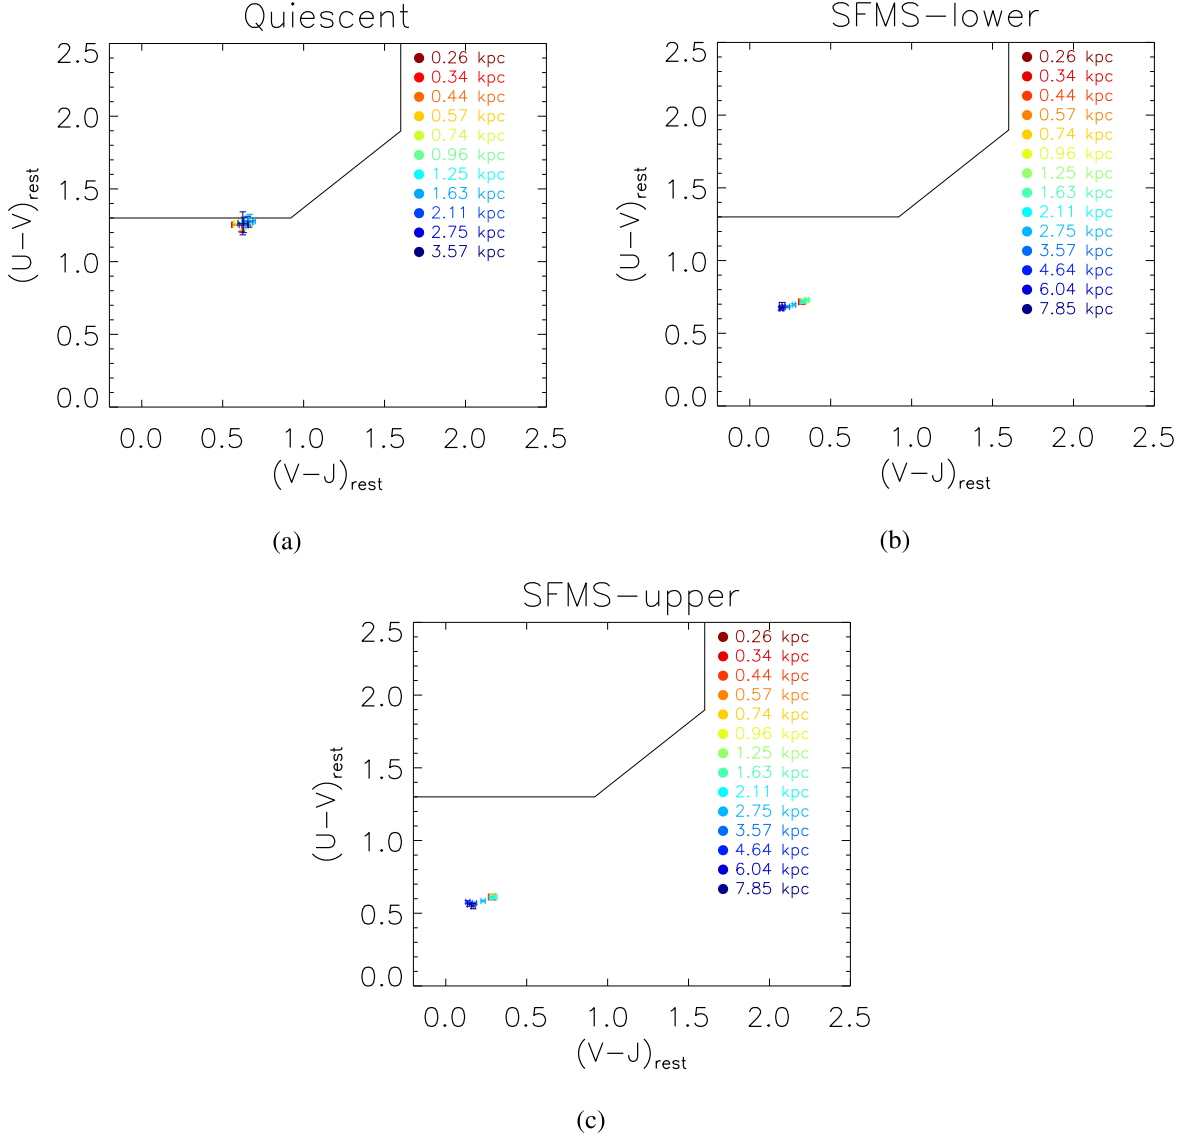 Quiescent
2.5
2.0
1.5
1.0
0.5
0.0
(U−V)rest
0.26 kpc
0.34 kpc
0.44 kpc
0.57 kpc
0.74 kpc
0.96 kpc
1.25 kpc
1.63 kpc
2.11 kpc
2.75 kpc
3.57 kpc
0.0 0.5 1.0 1.5 2.0 2.5
(V−J)rest
(a)
SFMS−lower
2.5
2.0
1.5
1.0
0.5
0.0
(U−V)rest
0.26 kpc
0.34 kpc
0.44 kpc
0.57 kpc
0.74 kpc
0.96 kpc
1.25 kpc
1.63 kpc
2.11 kpc
2.75 kpc
3.57 kpc
4.64 kpc
6.04 kpc
7.85 kpc
0.0 0.5 1.0 1.5 2.0 2.5
(V−J)rest
(b)
SFMS−upper
2.5
2.0
1.5
1.0
0.5
0.0
(U−V)rest
0.26 kpc
0.34 kpc
0.44 kpc
0.57 kpc
0.74 kpc
0.96 kpc
1.25 kpc
1.63 kpc
2.11 kpc
2.75 kpc
3.57 kpc
4.64 kpc
6.04 kpc
7.85 kpc
0.0 0.5 1.0 1.5 2.0 2.5
(V−J)rest
(c)